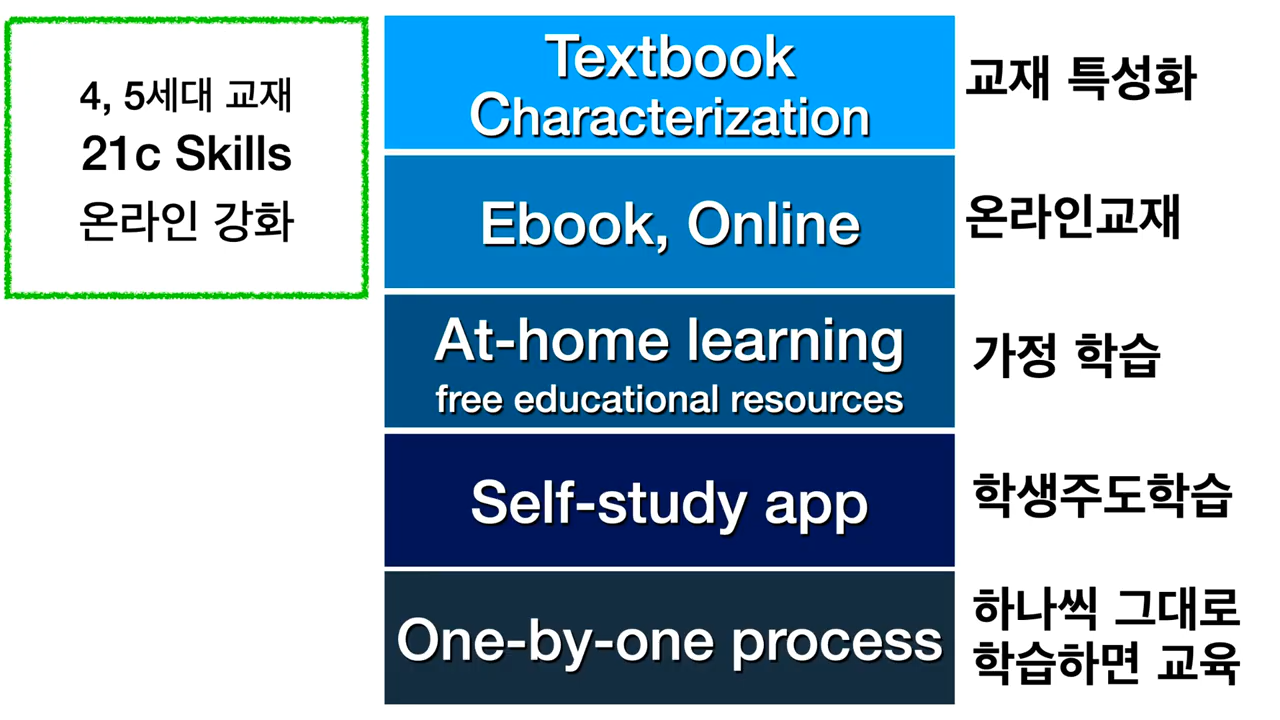 4, 5세대 교재
21c Skills
온라인 강화
Textbook
Characterization
교재 특성화
Ebook, Online
온라인교재
At-home learning
free educational resources
가정 학습
Self-study app
학생주도학습
One-by-one process
하나씩 그대로
학습하면 교육